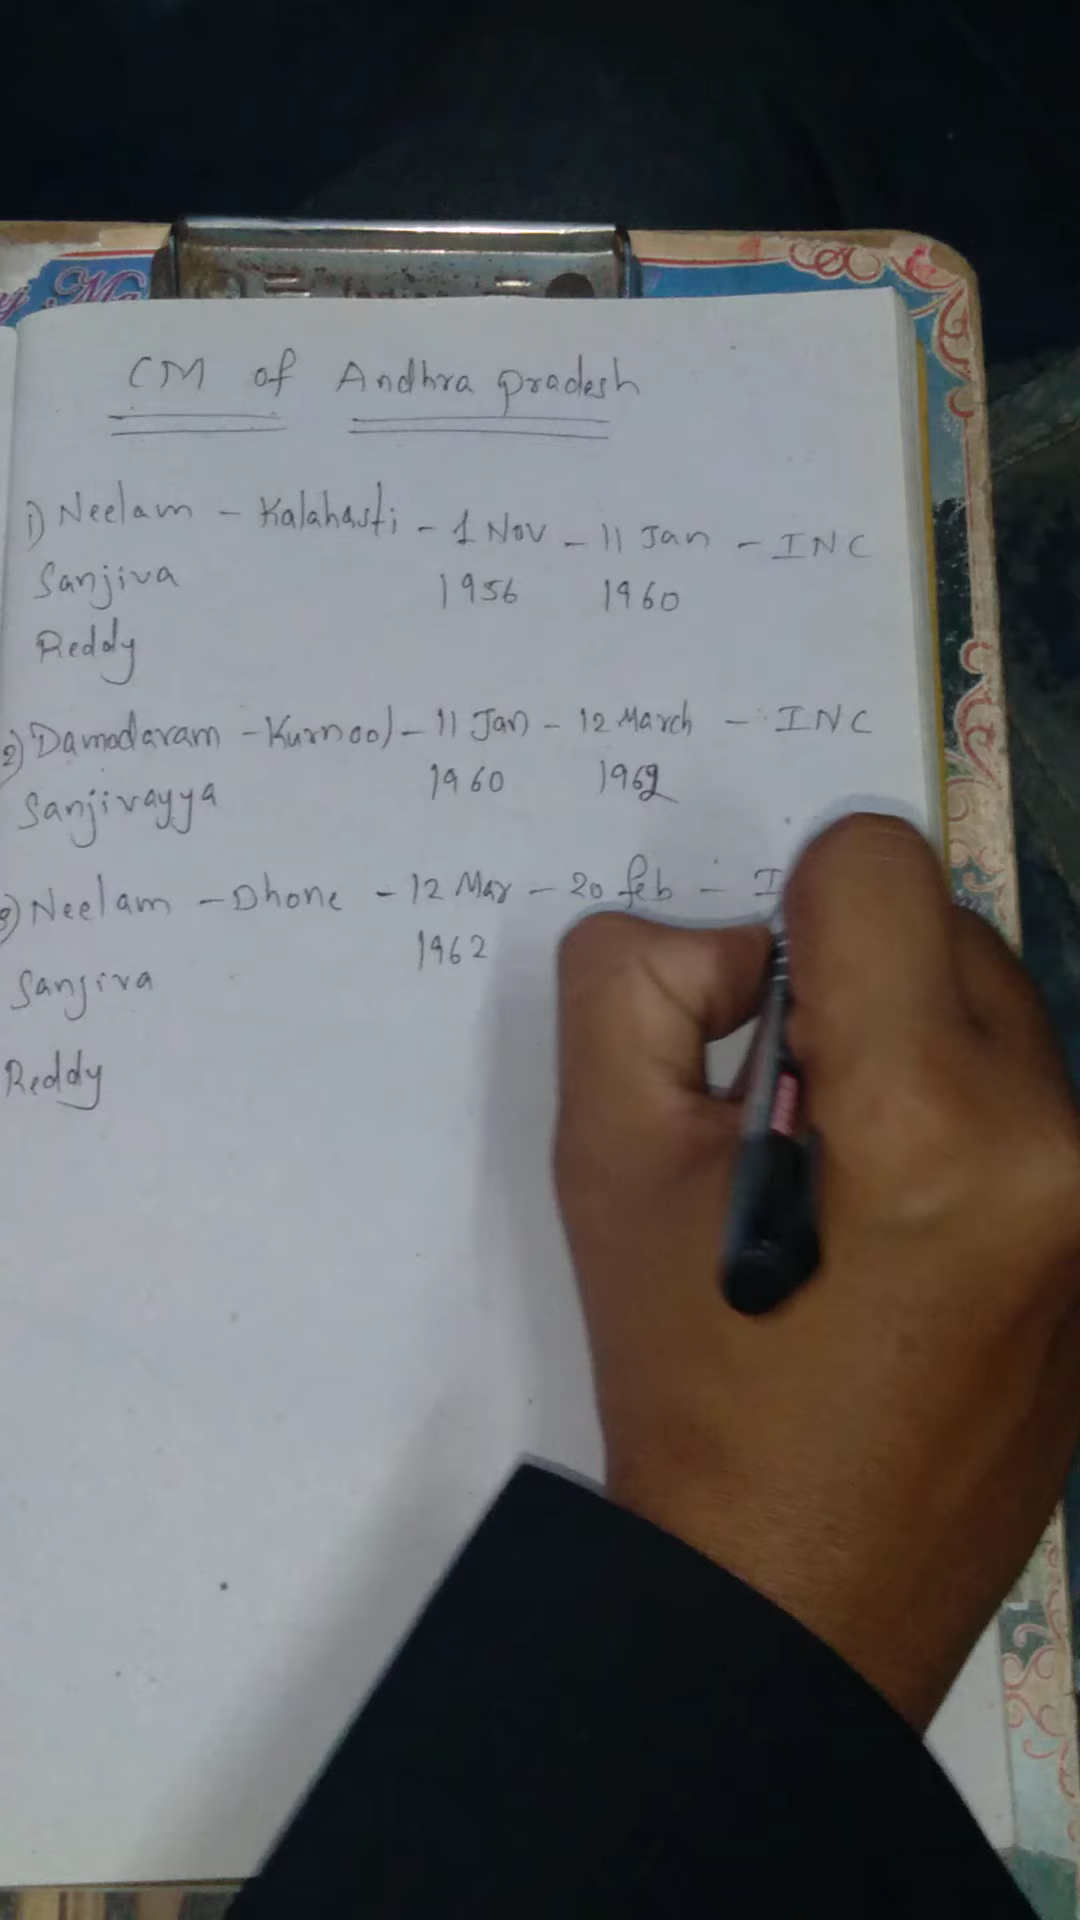 CM of Andhra pradesh
1) Neelam - Kalahasti - 1 Nov - 11 Jan - INC
Sanjiva 1956 1960
Reddy
2) Damodaram - Kurnool - 11 Jan - 12 March - INC
Sanjivayya 1960 1962
3) Neelam - Dhone - 12 Mar - 20 feb - I
Sanjiva 1962
Reddy